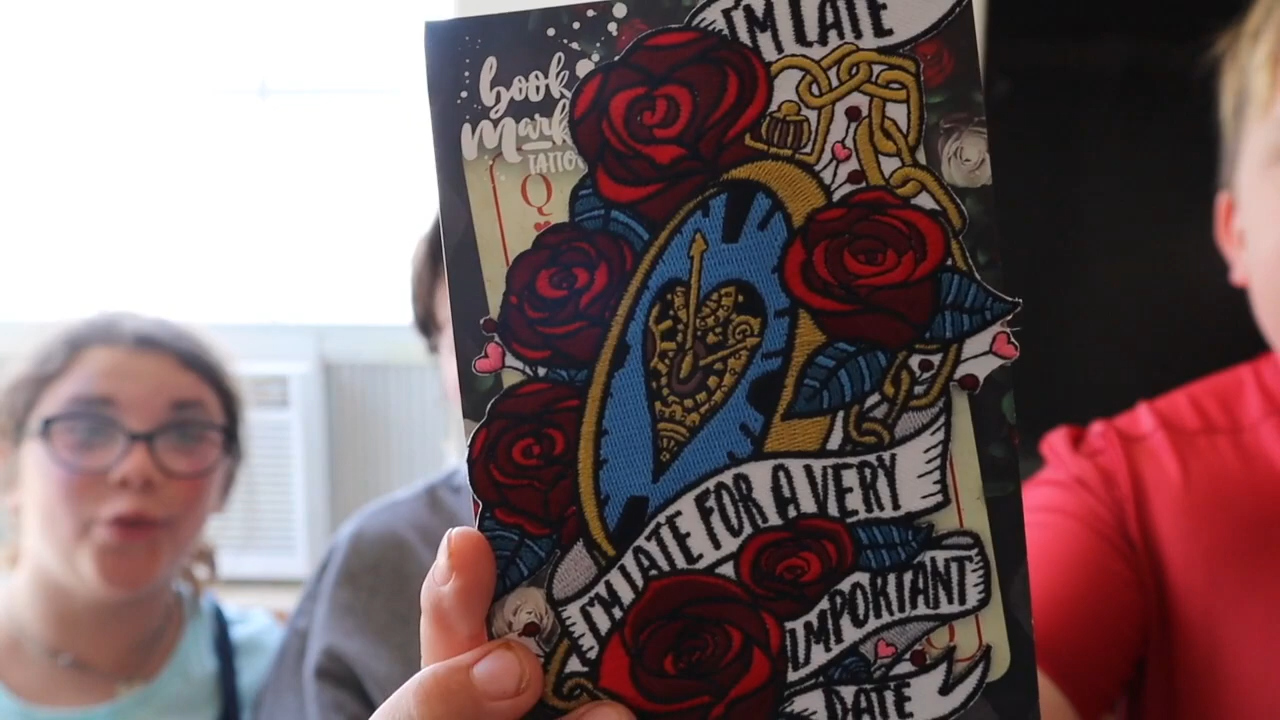 I'M LATE
book
mark
TATTOO
Q
I'M LATE FOR A VERY
IMPORTANT
DATE